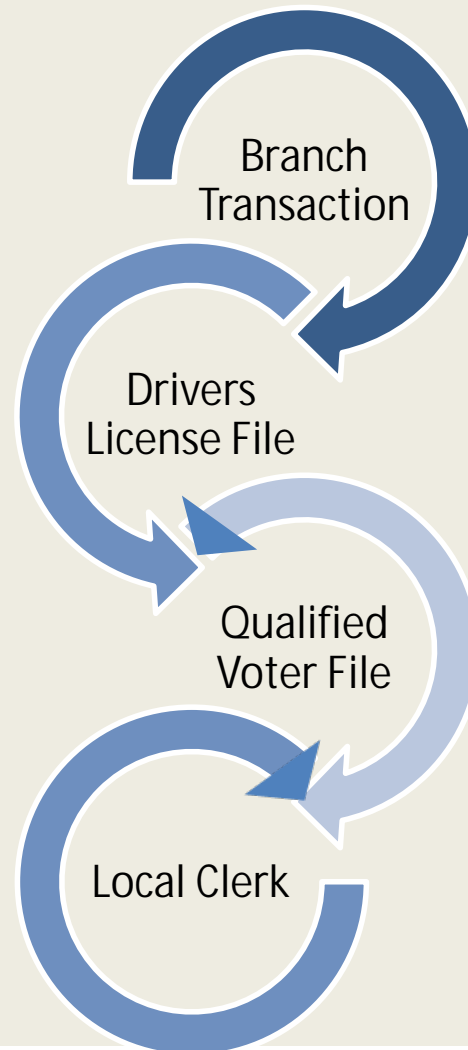 Branch
Transaction
Drivers
License File
Qualified
Voter File
Local Clerk